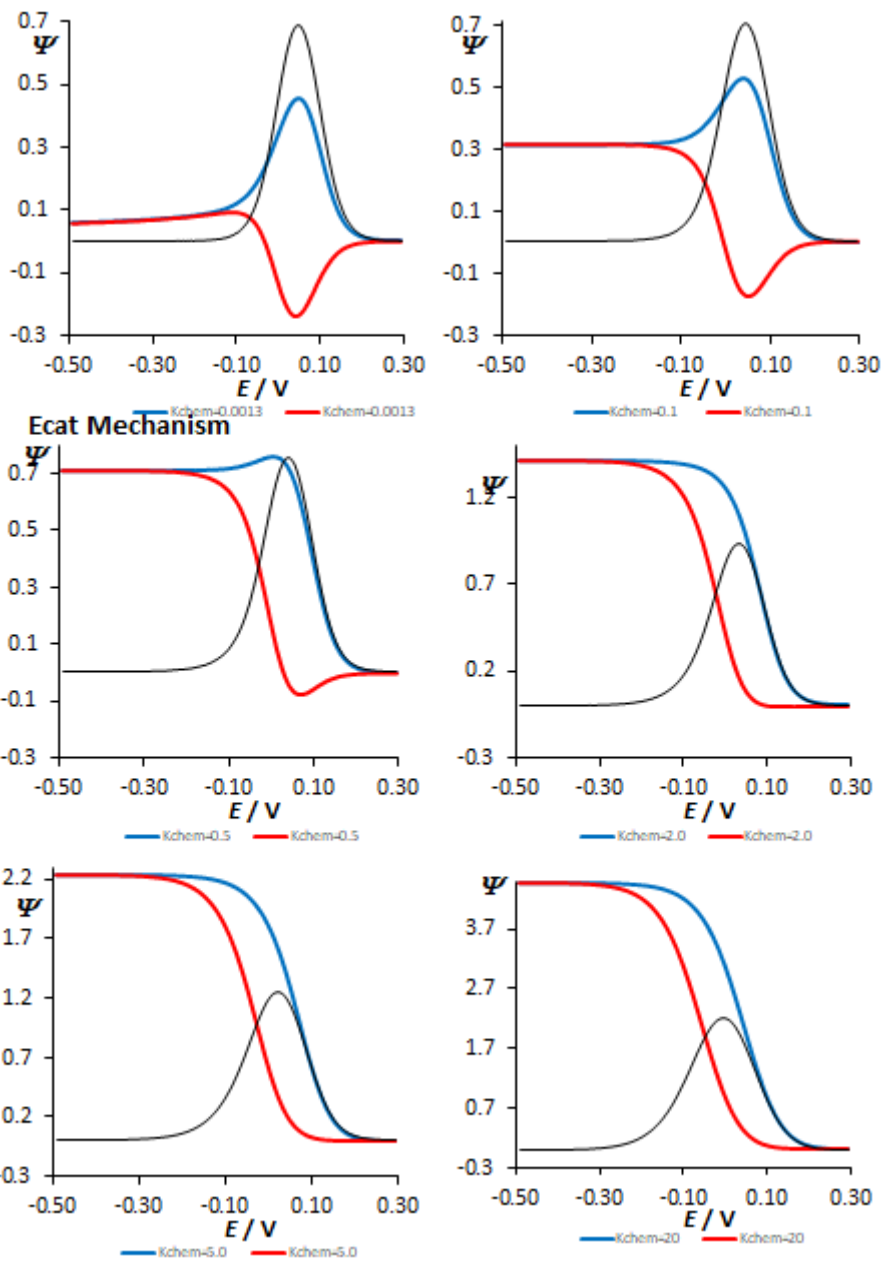 0.7
Ψ
0.5
0.3
0.1
-0.1
-0.3
-0.50 -0.30 -0.10 0.10 0.30
E / V
Kchem=0.0013 Kchem=0.0013
0.7
Ψ
0.5
0.3
0.1
-0.1
-0.3
-0.50 -0.30 -0.10 0.10 0.30
E / V
Kchem=0.1 Kchem=0.1
Ecat Mechanism
Ψ
0.7
0.5
0.3
0.1
-0.1
-0.3
-0.50 -0.30 -0.10 0.10 0.30
E / V
Kchem=0.5 Kchem=0.5
Ψ
1.2
0.7
0.2
-0.3
-0.50 -0.30 -0.10 0.10 0.30
E / V
Kchem=2.0 Kchem=2.0
2.2
Ψ
1.7
1.2
0.7
0.2
-0.3
-0.50 -0.30 -0.10 0.10 0.30
E / V
Kchem=5.0 Kchem=5.0
Ψ
3.7
2.7
1.7
0.7
-0.3
-0.50 -0.30 -0.10 0.10 0.30
E / V
Kchem=20 Kchem=20